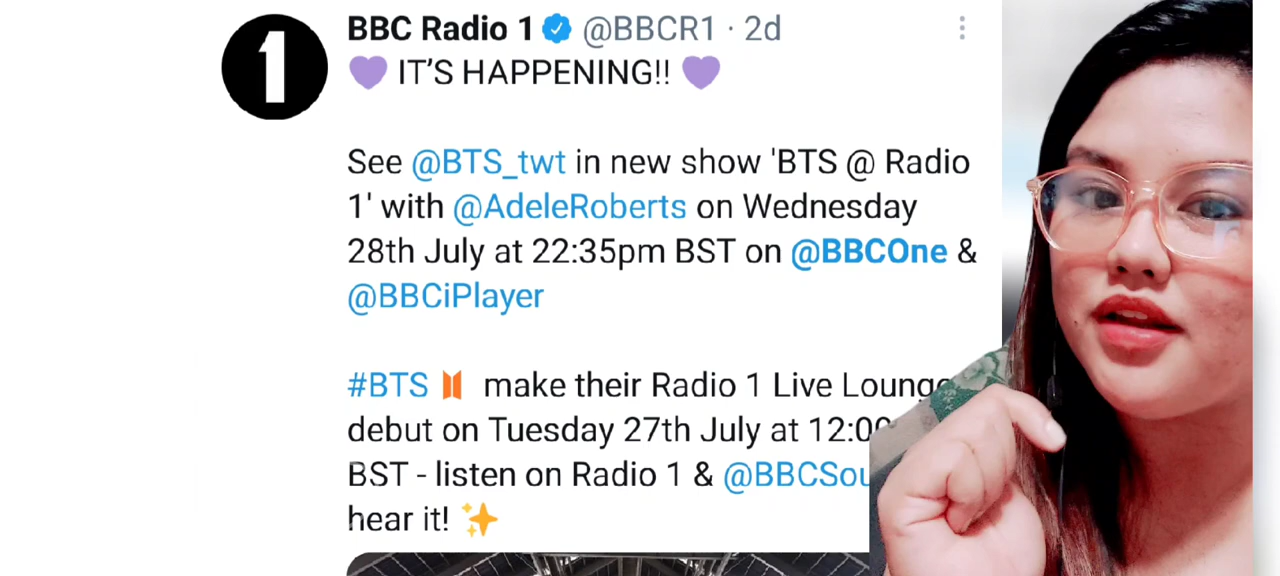 1
BBC Radio 1 @BBCR1 · 2d
💜 IT'S HAPPENING!! 💜
See @BTS_twt in new show 'BTS @ Radio
1' with @AdeleRoberts on Wednesday
28th July at 22:35pm BST on @BBCOne &
@BBCiPlayer
#BTS make their Radio 1 Live Lounge
debut on Tuesday 27th July at 12:00
BST - listen on Radio 1 &
hear it! ✨